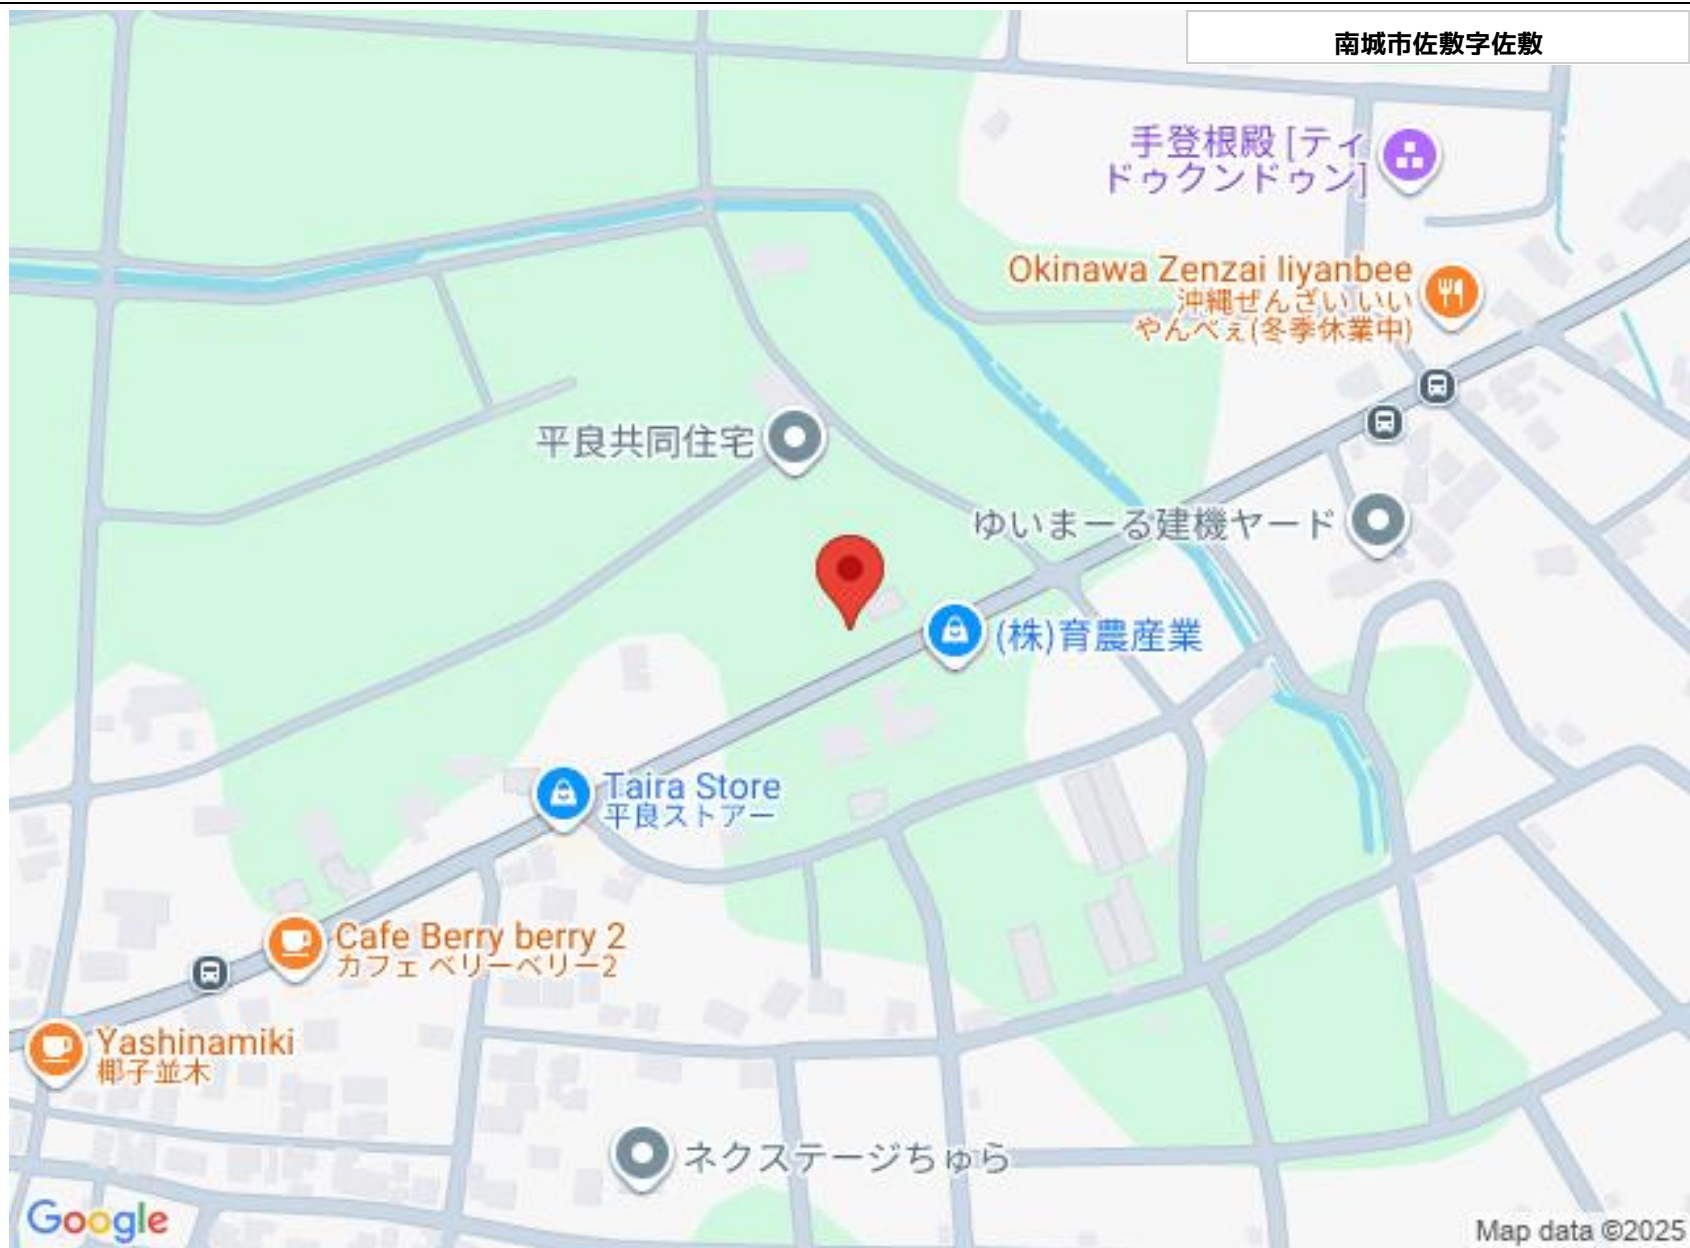 南城市佐敷字佐敷
手登根殿 [ティ
ドゥクンドゥン]
Okinawa Zenzai Iiyanbee
沖縄ぜんざい いい
やんべぇ(冬季休業中)
平良共同住宅
ゆいまーる建機ヤード
(株)育農産業
Taira Store
平良ストアー
Cafe Berry berry 2
カフェ ベリーベリー2
Yashinamiki
椰子並木
ネクステージちゅら
Google
Map data ©2025